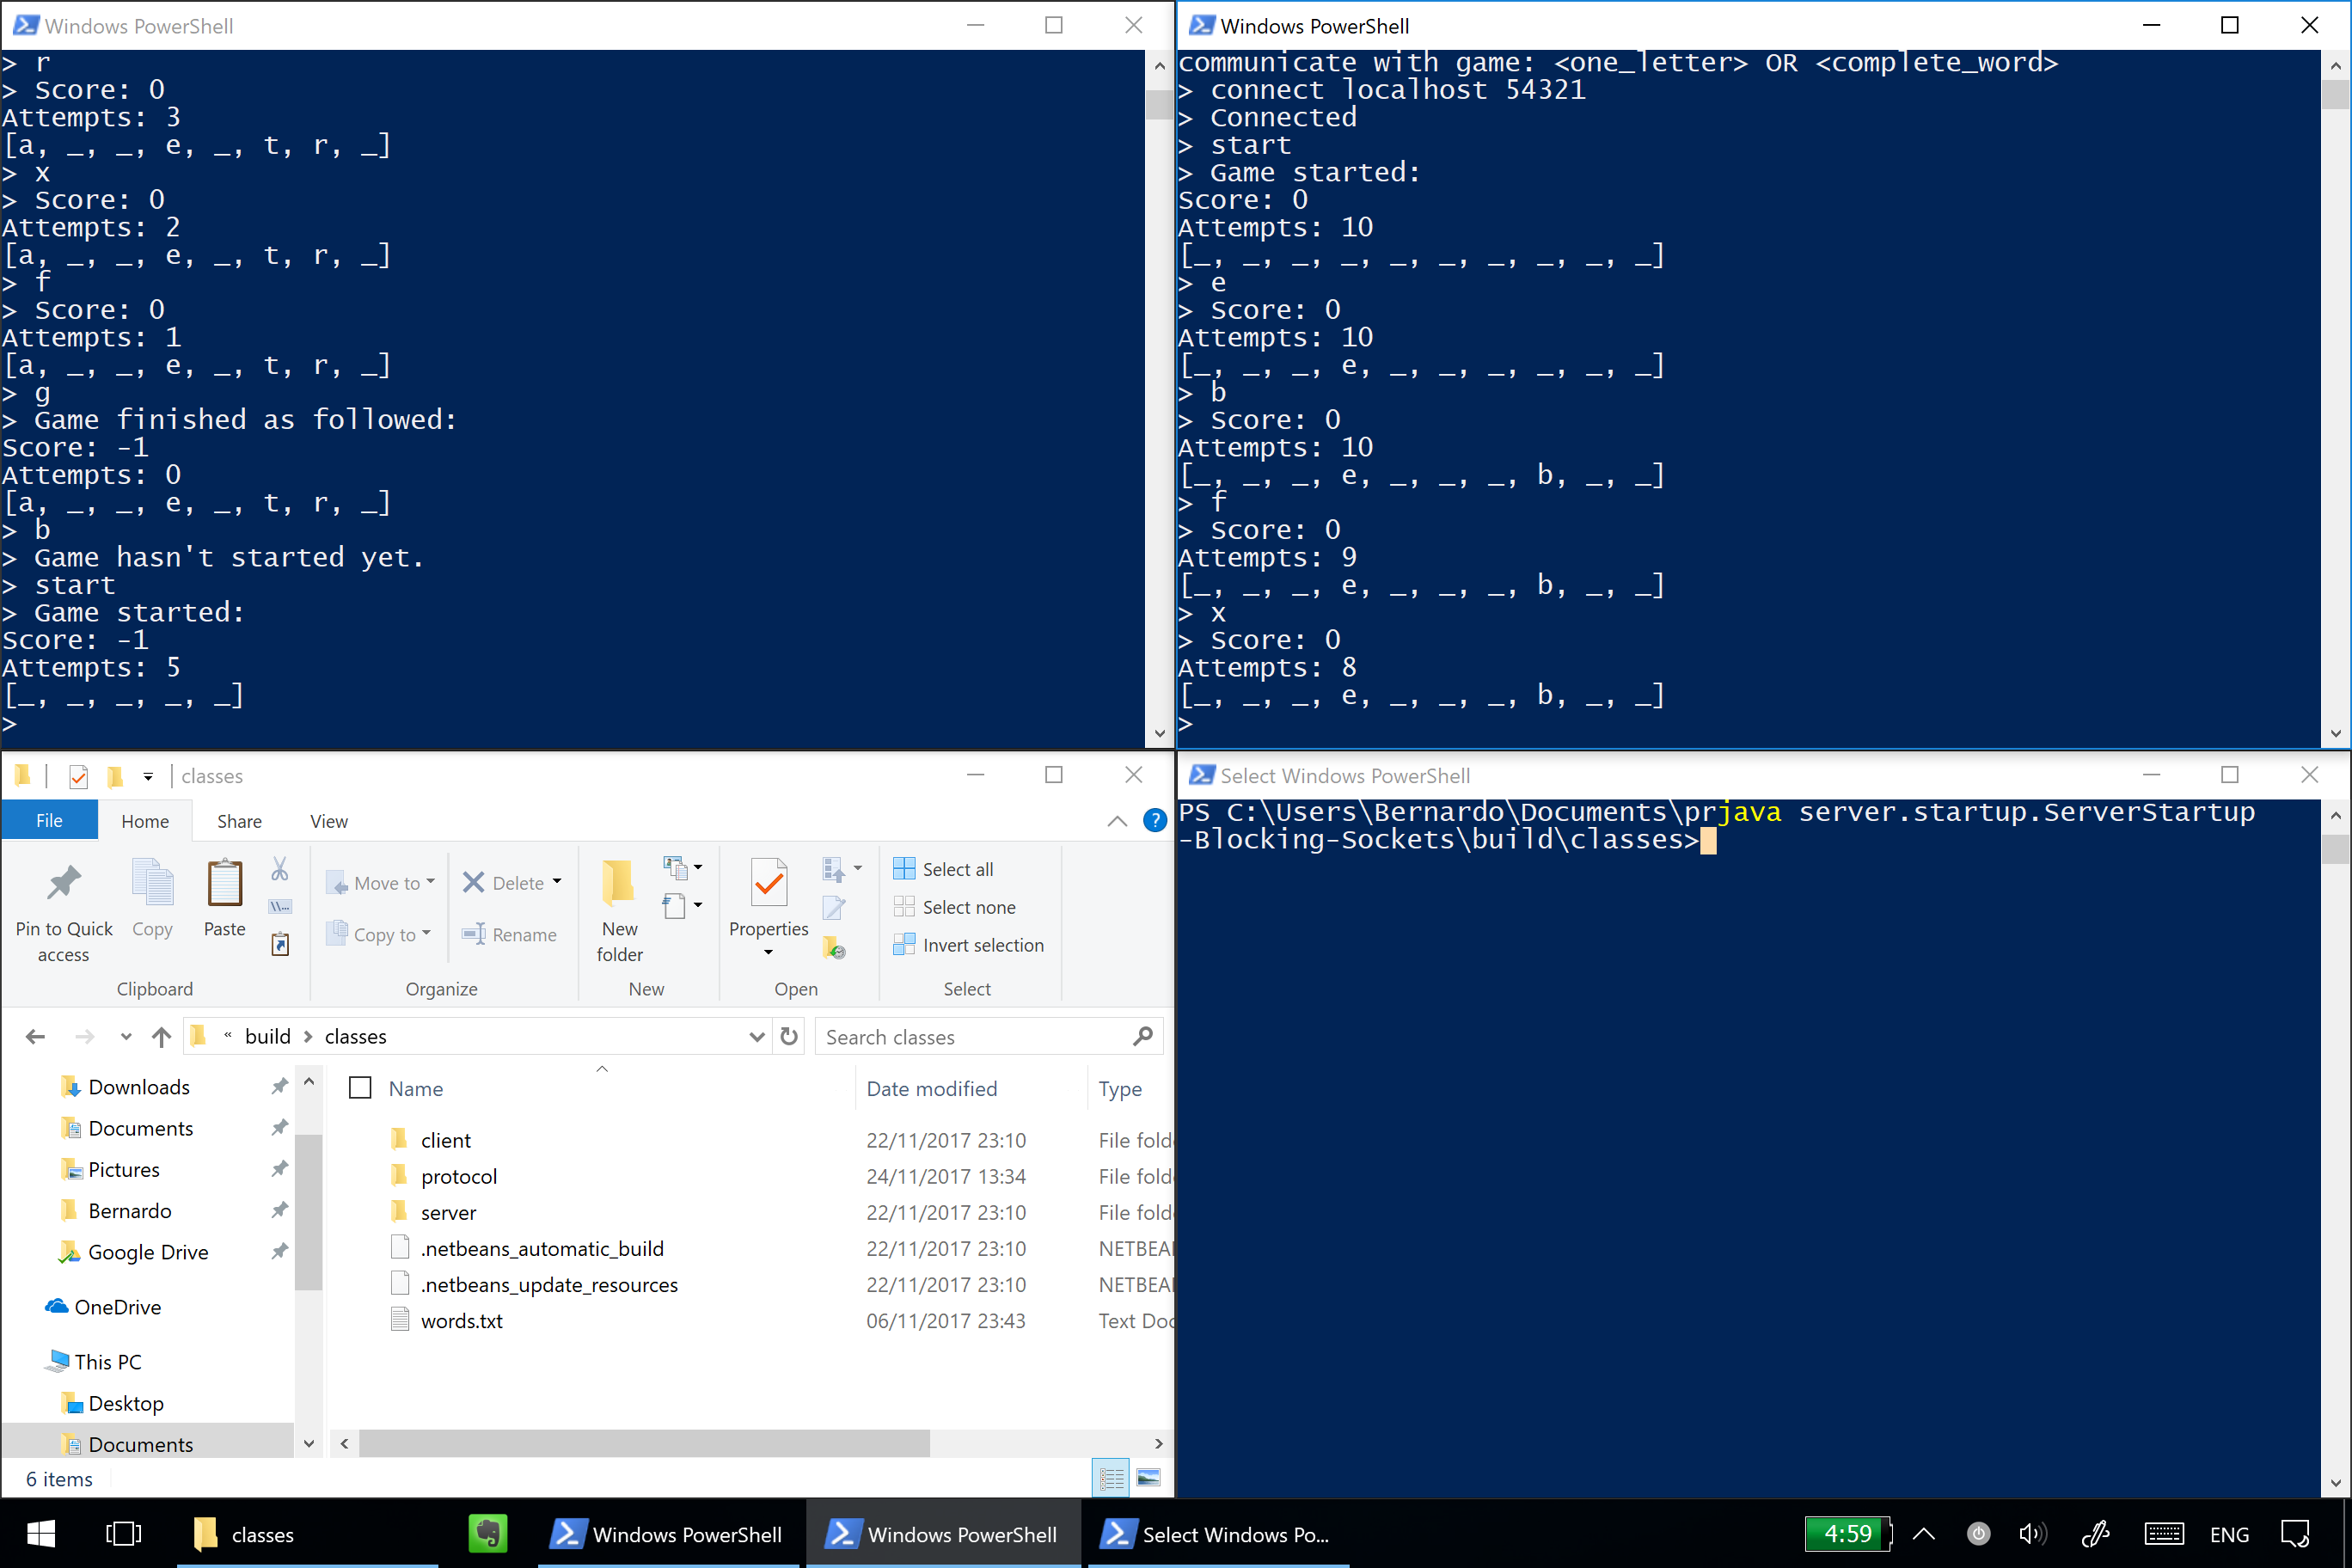 Windows PowerShell
> r
> Score: 0
Attempts: 3
[a, _, _, e, _, t, r, _]
> x
> Score: 0
Attempts: 2
[a, _, _, e, _, t, r, _]
> f
> Score: 0
Attempts: 1
[a, _, _, e, _, t, r, _]
> g
> Game finished as followed:
Score: -1
Attempts: 0
[a, _, _, e, _, t, r, _]
> b
> Game hasn't started yet.
> start
> Game started:
Score: -1
Attempts: 5
[_, _, _, _, _]
>
Windows PowerShell
communicate with game: <one_letter> OR <complete_word>
> connect localhost 54321
> Connected
> start
> Game started:
Score: 0
Attempts: 10
[_, _, _, _, _, _, _, _, _, _]
> e
> Score: 0
Attempts: 10
[_, _, _, e, _, _, _, _, _, _]
> b
> Score: 0
Attempts: 10
[_, _, _, e, _, _, _, b, _, _]
> f
> Score: 0
Attempts: 9
[_, _, _, e, _, _, _, b, _, _]
> x
> Score: 0
Attempts: 8
[_, _, _, e, _, _, _, b, _, _]
>
classes
File Home Share View
Pin to Quick access
Copy
Paste
Clipboard
Move to
Copy to
Delete
Rename
Organize
New folder
New
Properties
Open
Select all
Select none
Invert selection
Select
« build > classes
Search classes
Downloads
Documents
Pictures
Bernardo
Google Drive
OneDrive
This PC
Desktop
Documents
Name Date modified Type
client 22/11/2017 23:10 File fold
protocol 24/11/2017 13:34 File fold
server 22/11/2017 23:10 File fold
.netbeans_automatic_build 22/11/2017 23:10 NETBEA
.netbeans_update_resources 22/11/2017 23:10 NETBEA
words.txt 06/11/2017 23:43 Text Doc
6 items
Select Windows PowerShell
PS C:\Users\Bernardo\Documents\prjava server.startup.ServerStartup
-Blocking-Sockets\build\classes>
classes
Windows PowerShell
Windows PowerShell
Select Windows Po...
4:59
ENG